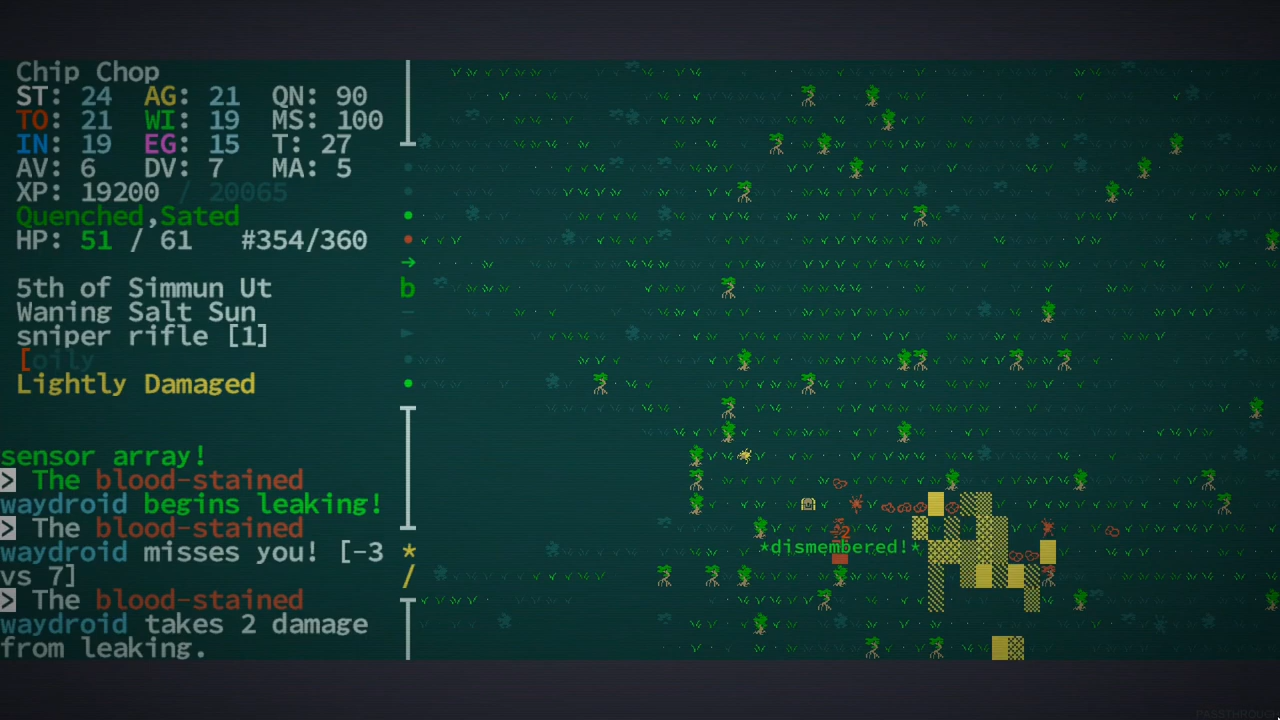 Chip Chop
ST: 24 AG: 21 QN: 90
TO: 21 WI: 19 MS: 100
IN: 19 EG: 15 T: 27
AV: 6 DV: 7 MA: 5
XP: 19200 / 20065
Quenched,Sated
HP: 51 / 61 #354/360
5th of Simmun Ut
Waning Salt Sun
sniper rifle [1]
[oily
Lightly Damaged
sensor array!
> The blood-stained
waydroid begins leaking!
> The blood-stained
waydroid misses you! [-3
vs 7]
> The blood-stained
waydroid takes 2 damage
from leaking.
b
-2
*dismembered!*